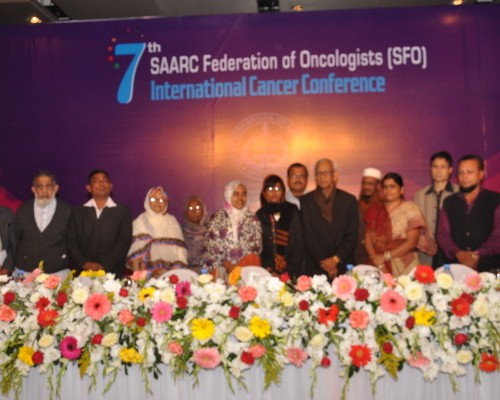 7th
SAARC Federation of Oncologists (SFO)
International Cancer Conference